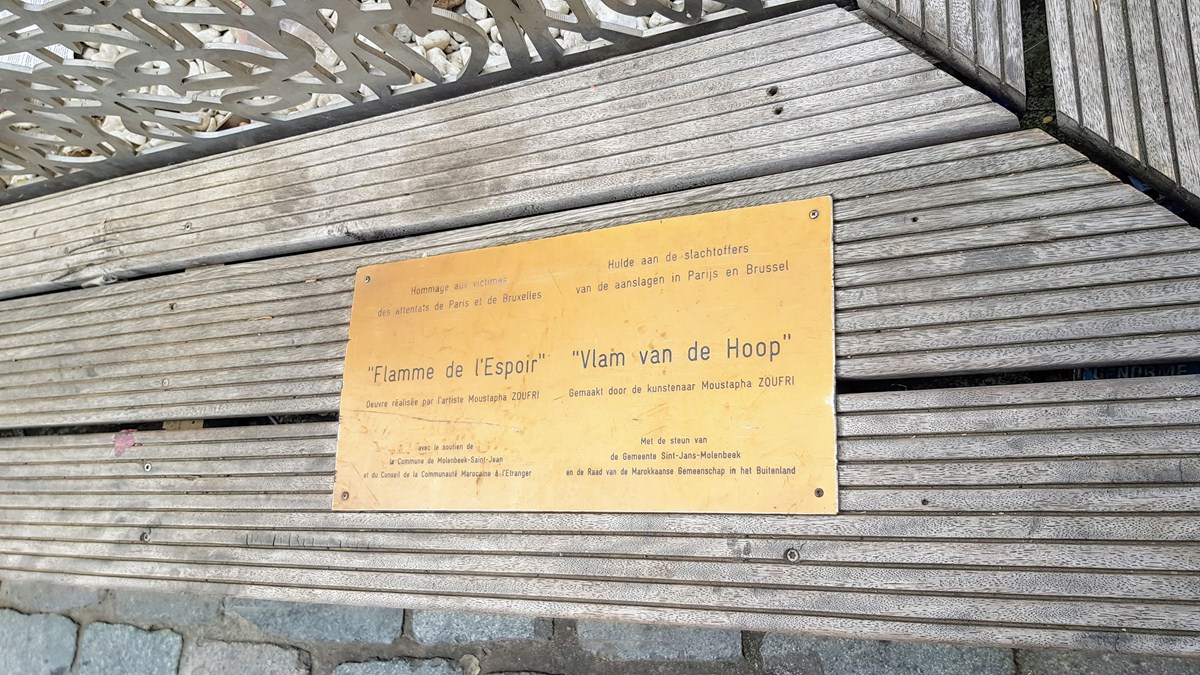 Hommage aux victimes
des attentats de Paris et de Bruxelles
"Flamme de l'Espoir"
Oeuvre réalisée par l'artiste Moustapha ZOUFRI
avec le soutien de
la Commune de Molenbeek-Saint-Jean
et du Conseil de la Communauté Marocaine à l'Etranger
Hulde aan de slachtoffers
van de aanslagen in Parijs en Brussel
"Vlam van de Hoop"
Gemaakt door de kunstenaar Moustapha ZOUFRI
Met de steun van
de Gemeente Sint-Jans-Molenbeek
en de Raad van de Marokkaanse Gemeenschap in het Buitenland